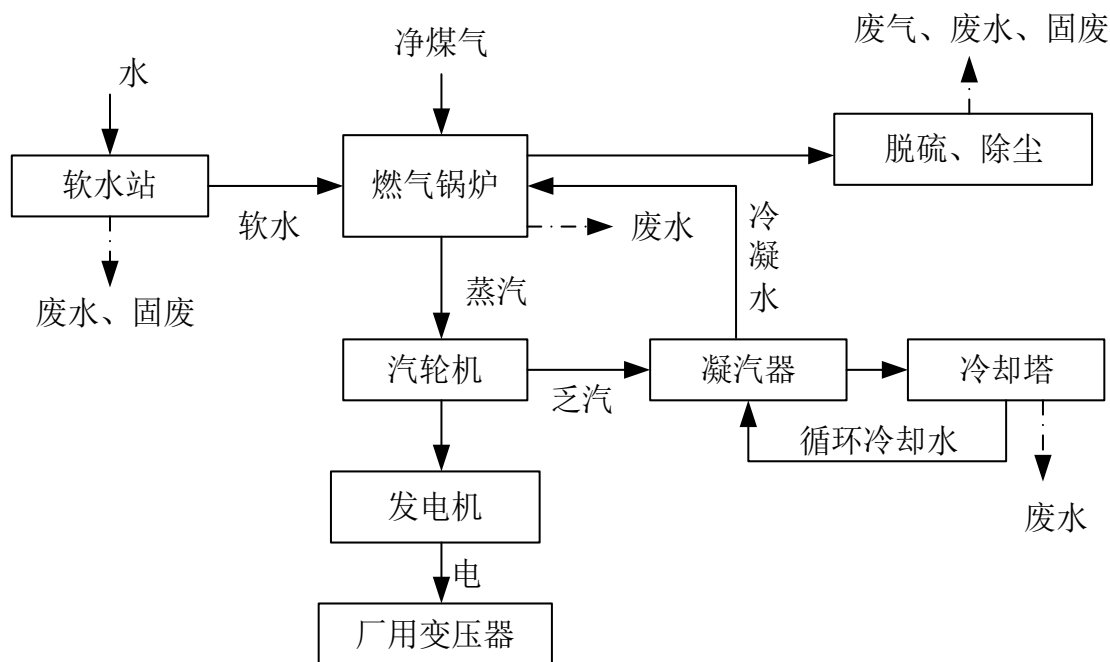 净煤气
废气、废水、固废
水
软水站
燃气锅炉
脱硫、除尘
软水
废水
冷凝水
废水、固废
蒸汽
汽轮机
乏汽
凝汽器
冷却塔
循环冷却水
发电机
废水
电
厂用变压器